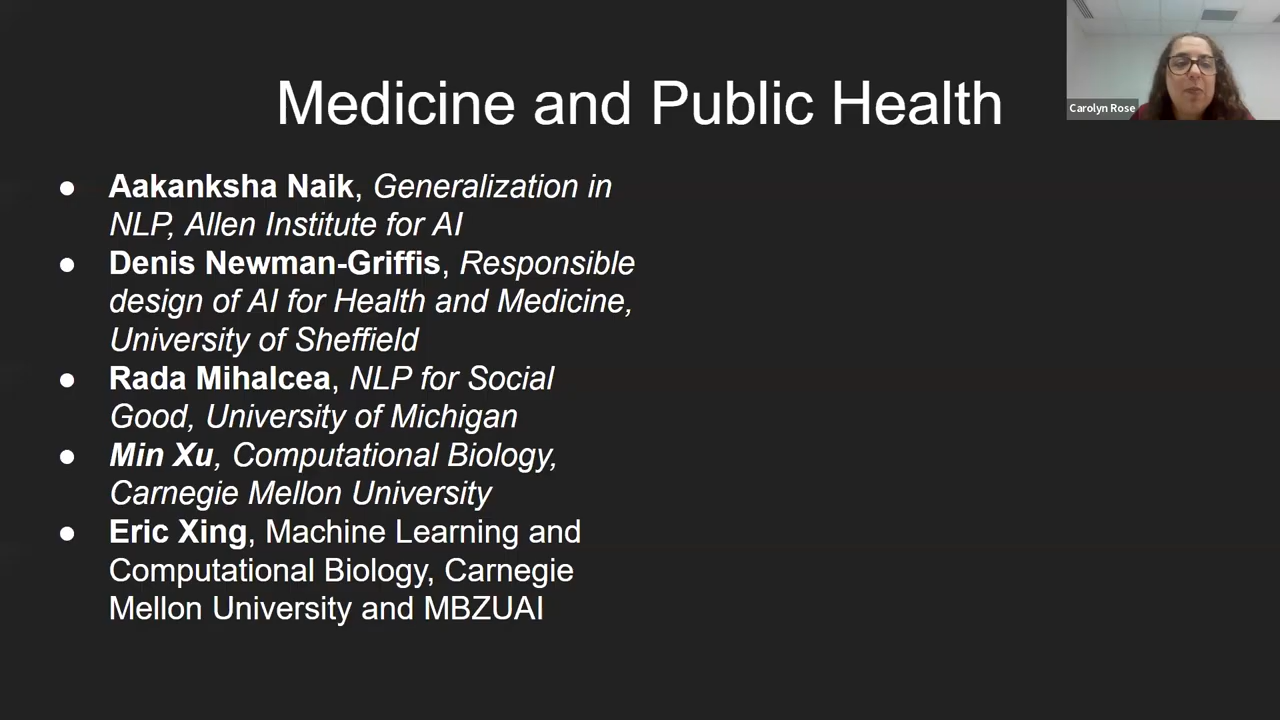 Medicine and Public Health
Carolyn Rose
● Aakanksha Naik, Generalization in
NLP, Allen Institute for AI
● Denis Newman-Griffis, Responsible
design of AI for Health and Medicine,
University of Sheffield
● Rada Mihalcea, NLP for Social
Good, University of Michigan
● Min Xu, Computational Biology,
Carnegie Mellon University
● Eric Xing, Machine Learning and
Computational Biology, Carnegie
Mellon University and MBZUAI